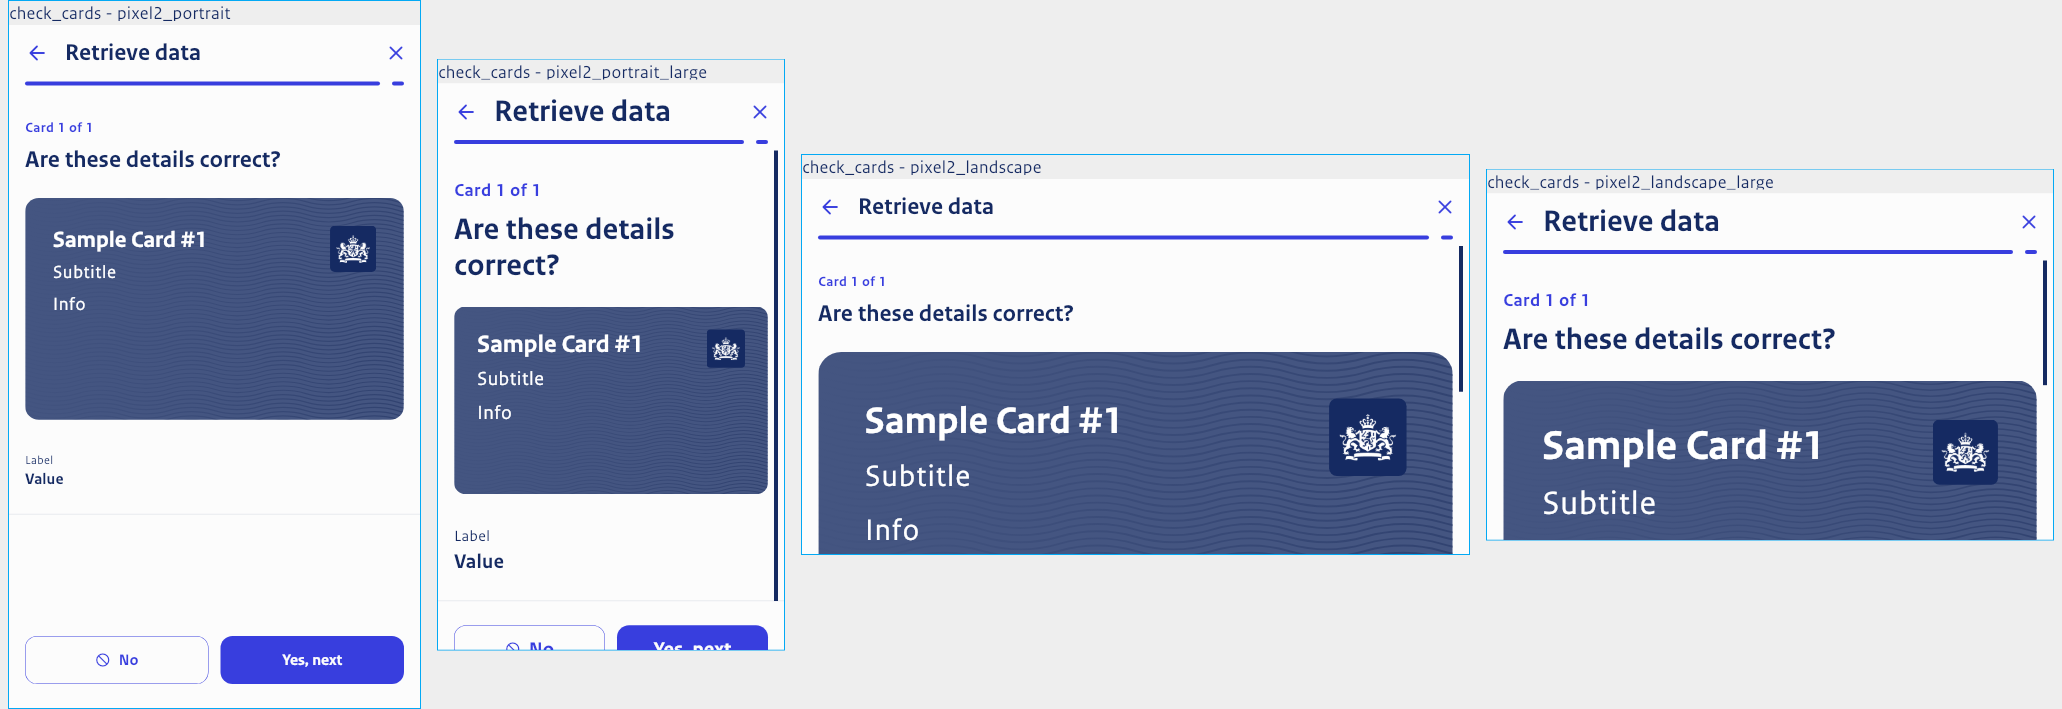 check_cards - pixel2_portrait
Retrieve data
Card 1 of 1
Are these details correct?
Sample Card #1
Subtitle
Info
Label
Value
No
Yes, next
check_cards - pixel2_portrait_large
Retrieve data
Card 1 of 1
Are these details
correct?
Sample Card #1
Subtitle
Info
Label
Value
No
Yes, next
check_cards - pixel2_landscape
Retrieve data
Card 1 of 1
Are these details correct?
Sample Card #1
Subtitle
Info
check_cards - pixel2_landscape_large
Retrieve data
Card 1 of 1
Are these details correct?
Sample Card #1
Subtitle